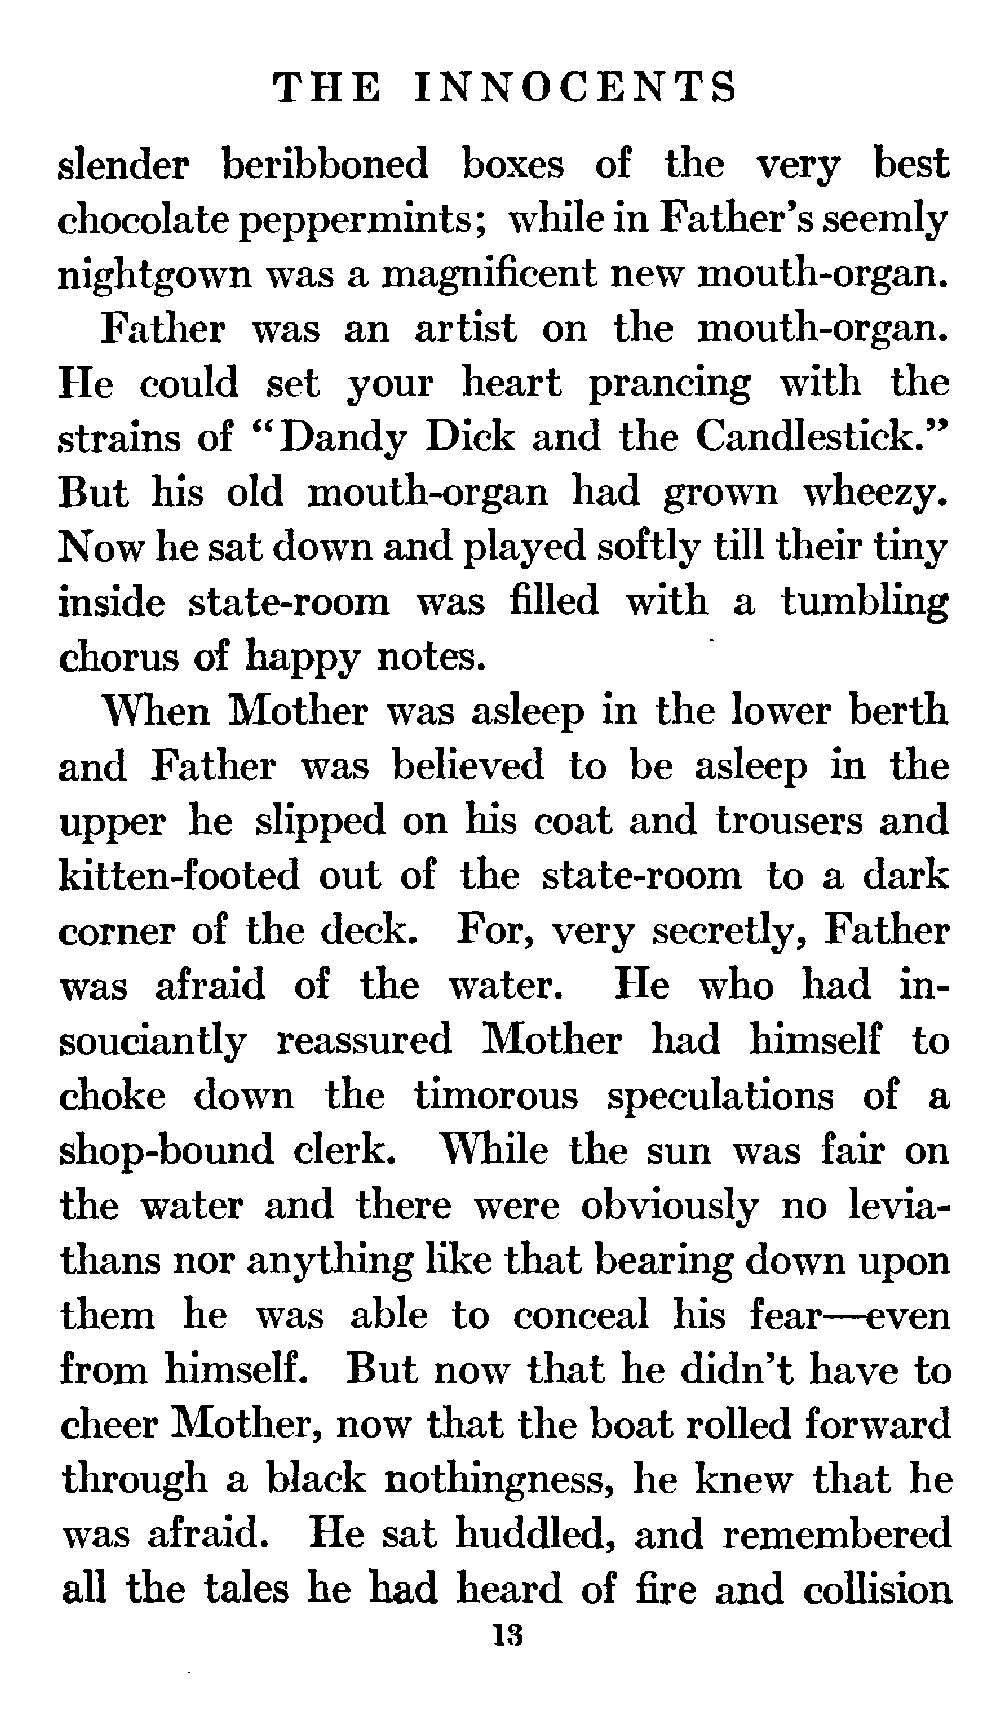 THE INNOCENTS
slender beribboned boxes of the very best
chocolate peppermints; while in Father's seemly
nightgown was a magnificent new mouth-organ.
Father was an artist on the mouth-organ.
He could set your heart prancing with the
strains of "Dandy Dick and the Candlestick."
But his old mouth-organ had grown wheezy.
Now he sat down and played softly till their tiny
inside state-room was filled with a tumbling
chorus of happy notes.
When Mother was asleep in the lower berth
and Father was believed to be asleep in the
upper he slipped on his coat and trousers and
kitten-footed out of the state-room to a dark
corner of the deck. For, very secretly, Father
was afraid of the water. He who had in-
souciantly reassured Mother had himself to
choke down the timorous speculations of a
shop-bound clerk. While the sun was fair on
the water and there were obviously no levia-
thans nor anything like that bearing down upon
them he was able to conceal his fear—even
from himself. But now that he didn't have to
cheer Mother, now that the boat rolled forward
through a black nothingness, he knew that he
was afraid. He sat huddled, and remembered
all the tales he had heard of fire and collision
13